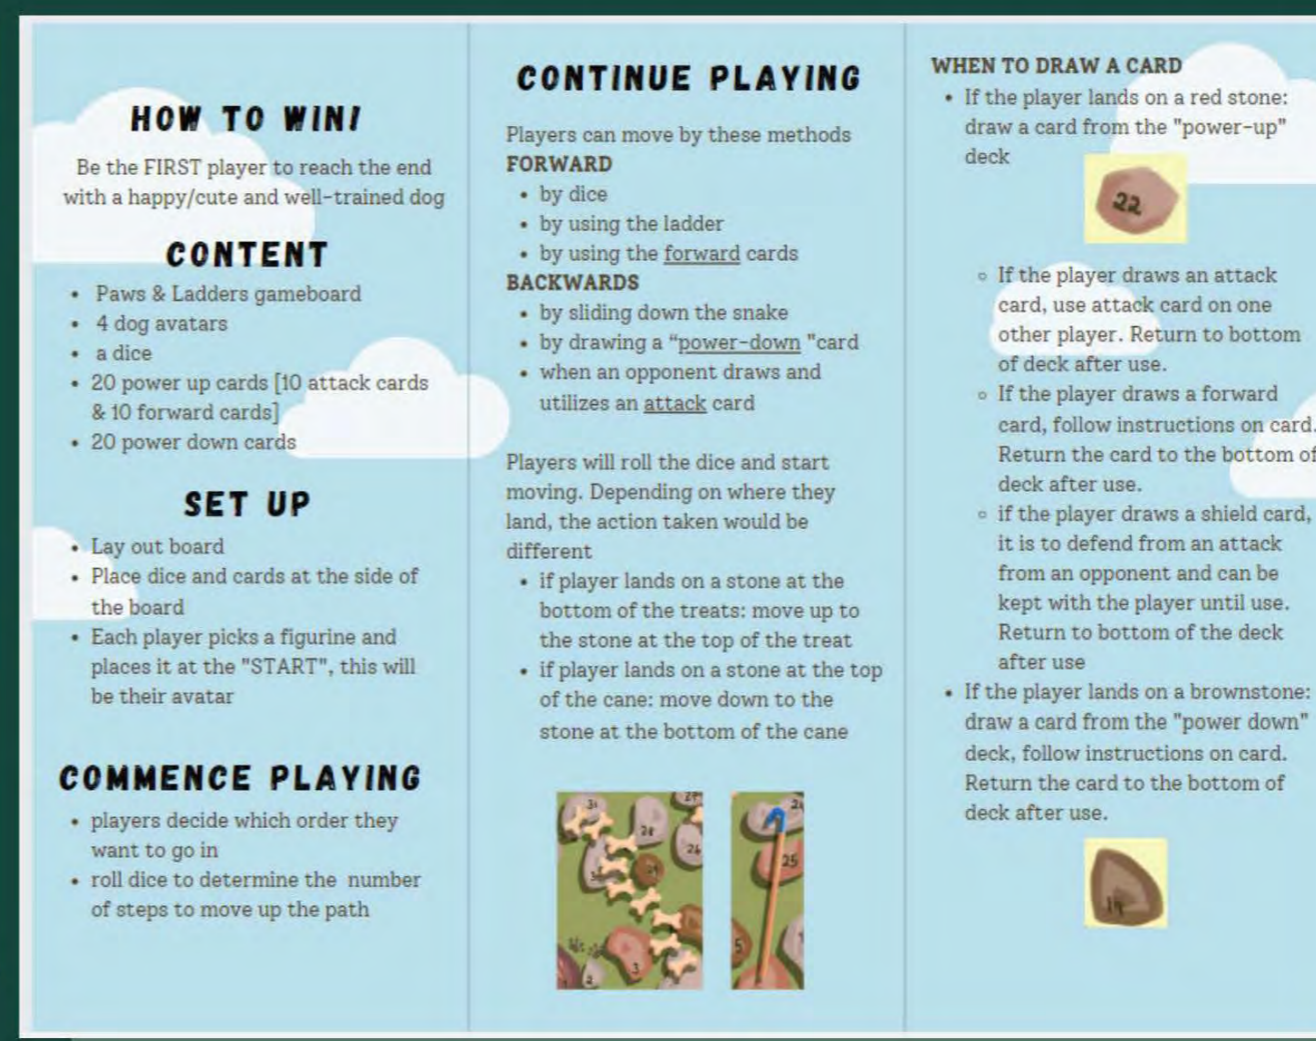 HOW TO WIN!
Be the FIRST player to reach the end
with a happy/cute and well-trained dog
CONTENT
• Paws & Ladders gameboard
• 4 dog avatars
• a dice
• 20 power up cards [10 attack cards
& 10 forward cards]
• 20 power down cards
SET UP
• Lay out board
• Place dice and cards at the side of
the board
• Each player picks a figurine and
places it at the "START", this will
be their avatar
COMMENCE PLAYING
• players decide which order they
want to go in
• roll dice to determine the number
of steps to move up the path
CONTINUE PLAYING
Players can move by these methods
FORWARD
• by dice
• by using the ladder
• by using the forward cards
BACKWARDS
• by sliding down the snake
• by drawing a “power-down "card
• when an opponent draws and
utilizes an attack card
Players will roll the dice and start
moving. Depending on where they
land, the action taken would be
different
• if player lands on a stone at the
bottom of the treats: move up to
the stone at the top of the treat
• if player lands on a stone at the top
of the cane: move down to the
stone at the bottom of the cane
31
28
26
3
2
25
5
WHEN TO DRAW A CARD
• If the player lands on a red stone:
draw a card from the "power-up"
deck
22
◦ If the player draws an attack
card, use attack card on one
other player. Return to bottom
of deck after use.
◦ If the player draws a forward
card, follow instructions on card.
Return the card to the bottom of
deck after use.
◦ if the player draws a shield card,
it is to defend from an attack
from an opponent and can be
kept with the player until use.
Return to bottom of the deck
after use
• If the player lands on a brownstone:
draw a card from the "power down"
deck, follow instructions on card.
Return the card to the bottom of
deck after use.